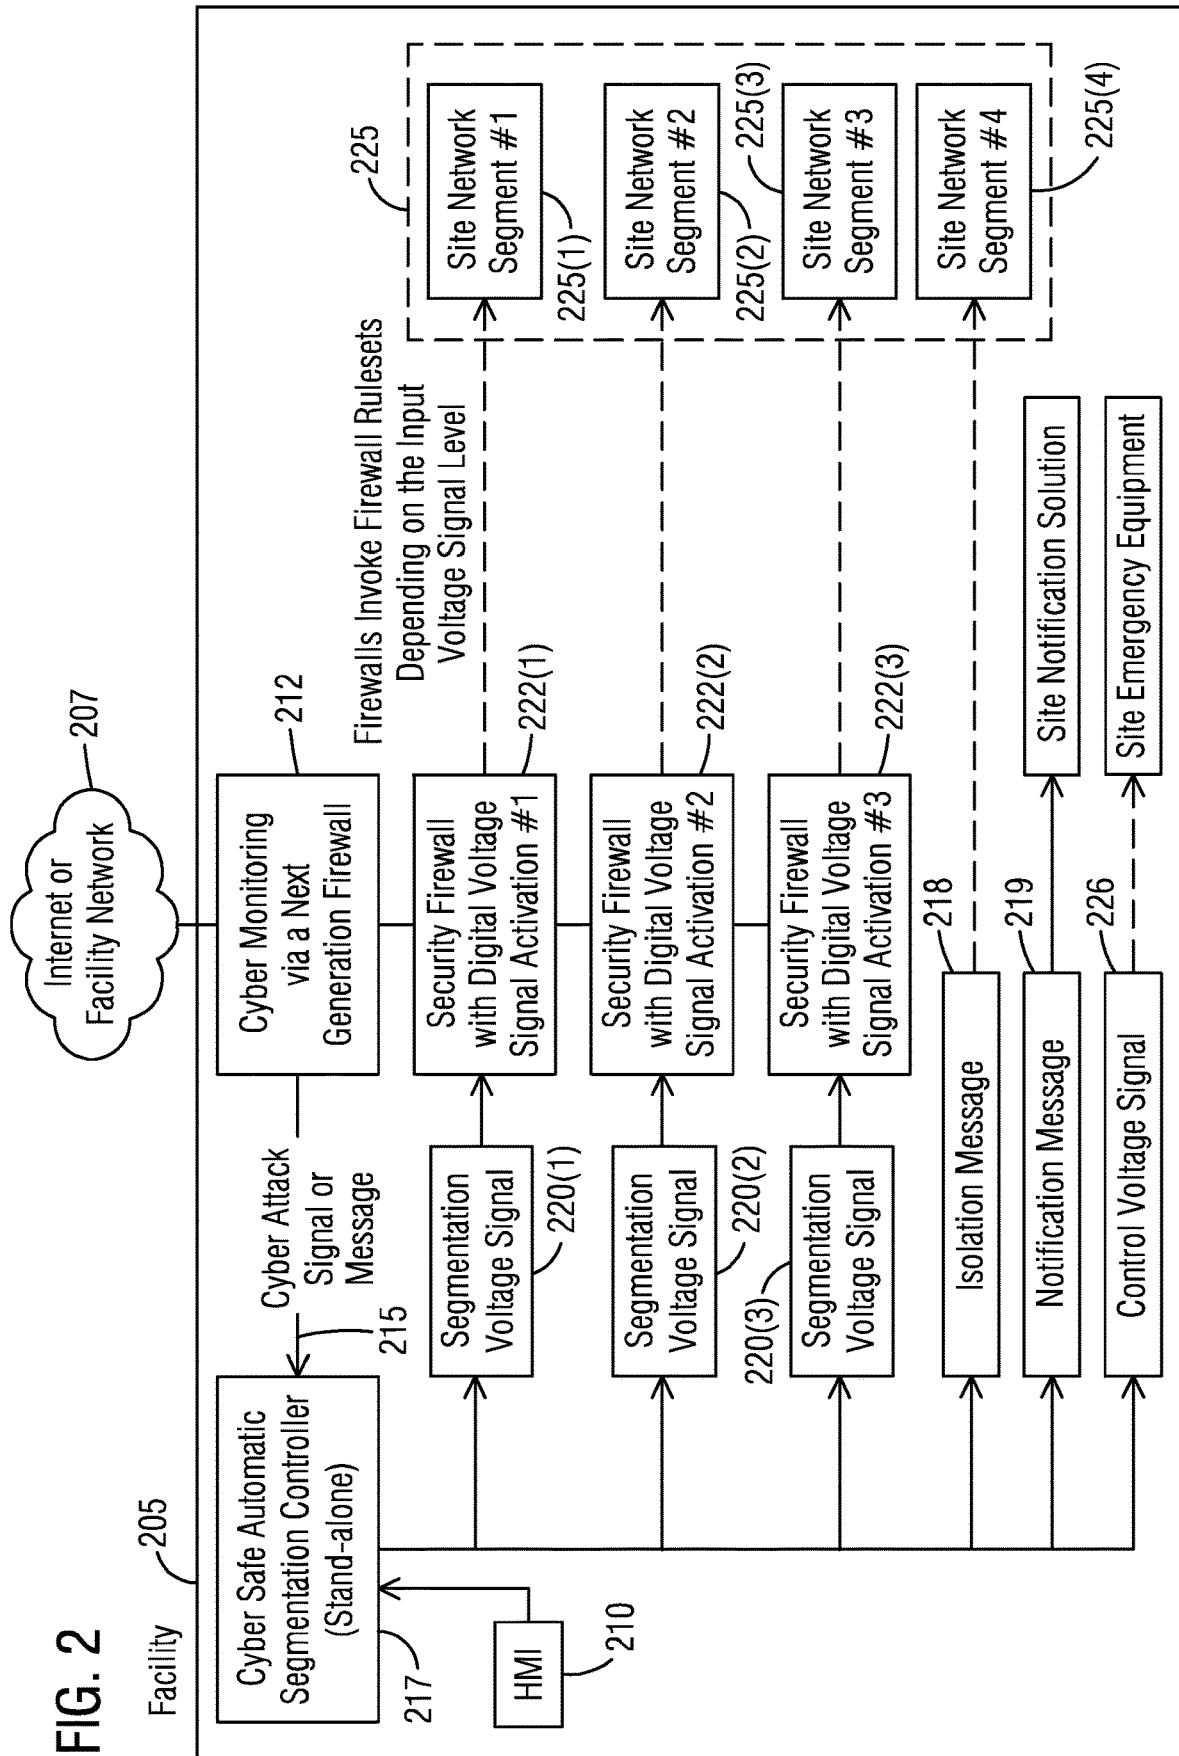 FIG. 2
Facility
205
Internet or
Facility Network
207
Cyber Safe Automatic
Segmentation Controller
(Stand-alone)
217
HMI
210
Cyber Attack
Signal or
Message
215
Cyber Monitoring
via a Next
Generation Firewall
212
Firewalls Invoke Firewall Rulesets
Depending on the Input
Voltage Signal Level
225
Segmentation
Voltage Signal
220(1)
Security Firewall
with Digital Voltage
Signal Activation #1
222(1)
Site Network
Segment #1
225(1)
Segmentation
Voltage Signal
220(2)
Security Firewall
with Digital Voltage
Signal Activation #2
222(2)
Site Network
Segment #2
225(2)
220(3)
Segmentation
Voltage Signal
Security Firewall
with Digital Voltage
Signal Activation #3
222(3)
225(3)
Site Network
Segment #3
Isolation Message
218
Site Network
Segment #4
225(4)
Notification Message
219
Site Notification Solution
Control Voltage Signal
226
Site Emergency Equipment